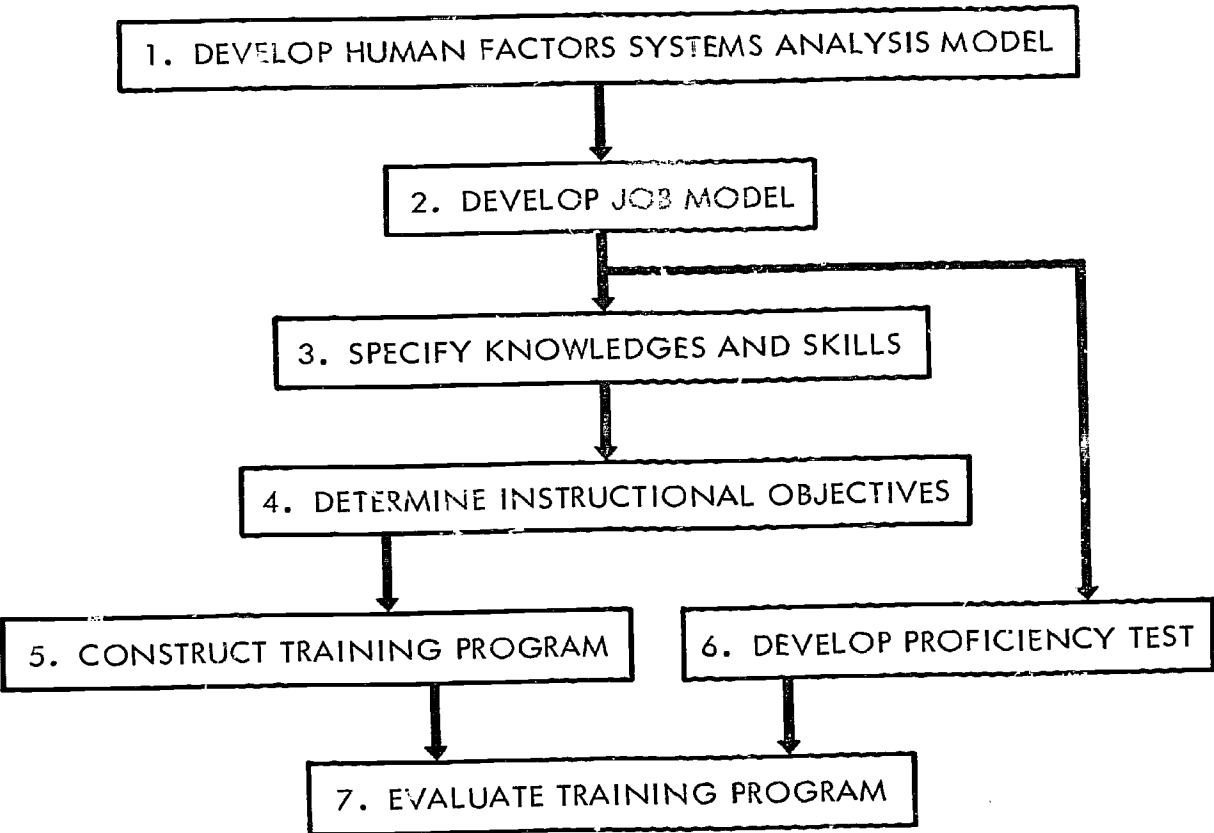 1. DEVELOP HUMAN FACTORS SYSTEMS ANALYSIS MODEL
2. DEVELOP JOB MODEL
3. SPECIFY KNOWLEDGES AND SKILLS
4. DETERMINE INSTRUCTIONAL OBJECTIVES
5. CONSTRUCT TRAINING PROGRAM
6. DEVELOP PROFICIENCY TEST
7. EVALUATE TRAINING PROGRAM